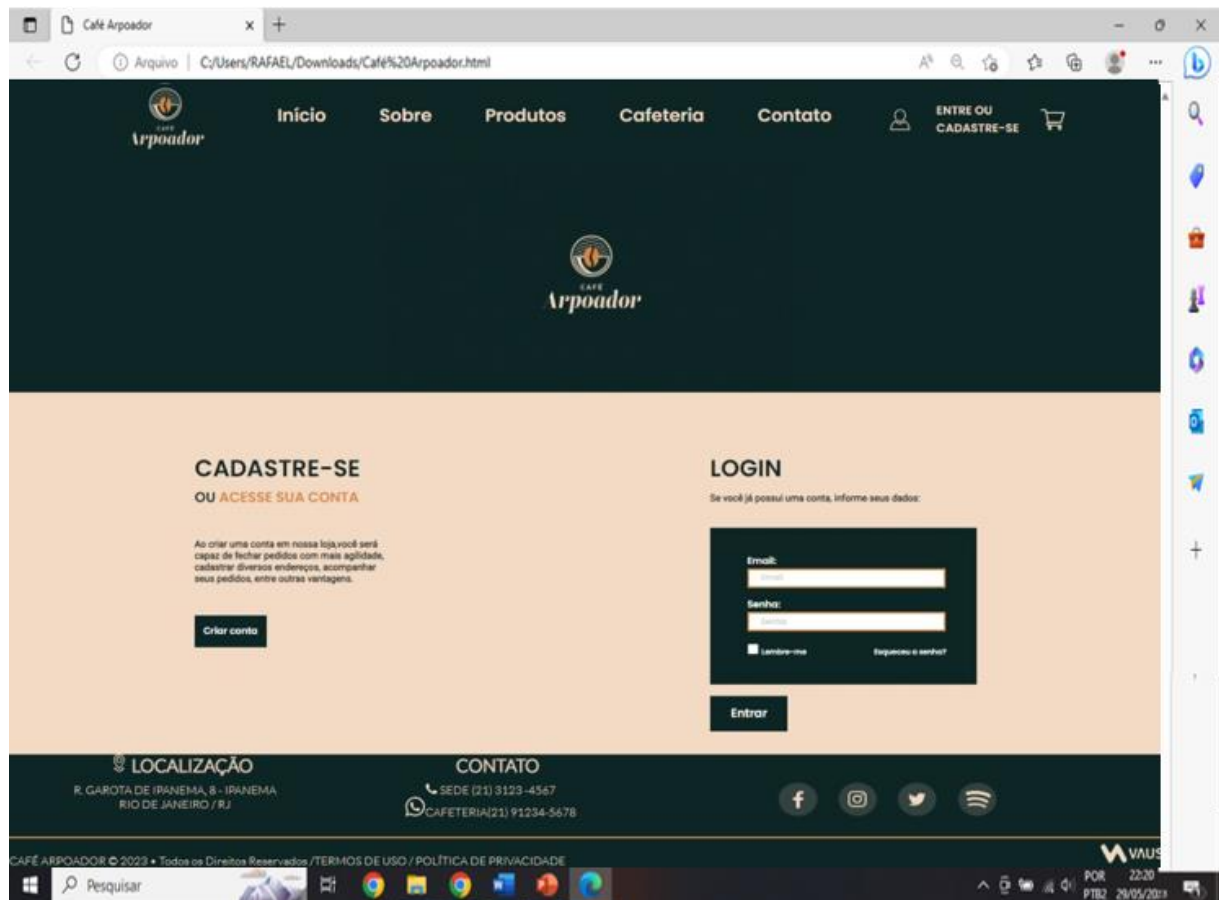 Café Arpoador
Arquivo | C:/Users/RAFAEL/Downloads/Café%20Arpoador.html
CAFÉ
Arpoador
Início
Sobre
Produtos
Cafeteria
Contato
ENTRE OU
CADASTRE-SE
CAFÉ
Arpoador
CADASTRE-SE
OU ACESSE SUA CONTA
Ao criar uma conta em nossa loja,você será
capaz de fechar pedidos com mais agilidade,
cadastrar diversos endereços, acompanhar
seus pedidos, entre outras vantagens.
Criar conta
LOGIN
Se você já possui uma conta, informe seus dados:
Email:
Email
Senha:
Senha
Lembre-me
Esqueceu a senha?
Entrar
LOCALIZAÇÃO
R. GAROTA DE IPANEMA, 8 - IPANEMA
RIO DE JANEIRO / RJ
CONTATO
SEDE (21) 3123-4567
CAFETERIA(21) 91234-5678
CAFÉ ARPOADOR © 2023 • Todos os Direitos Reservados /TERMOS DE USO / POLÍTICA DE PRIVACIDADE
VAUS
Pesquisar
POR
PTB2
22:20